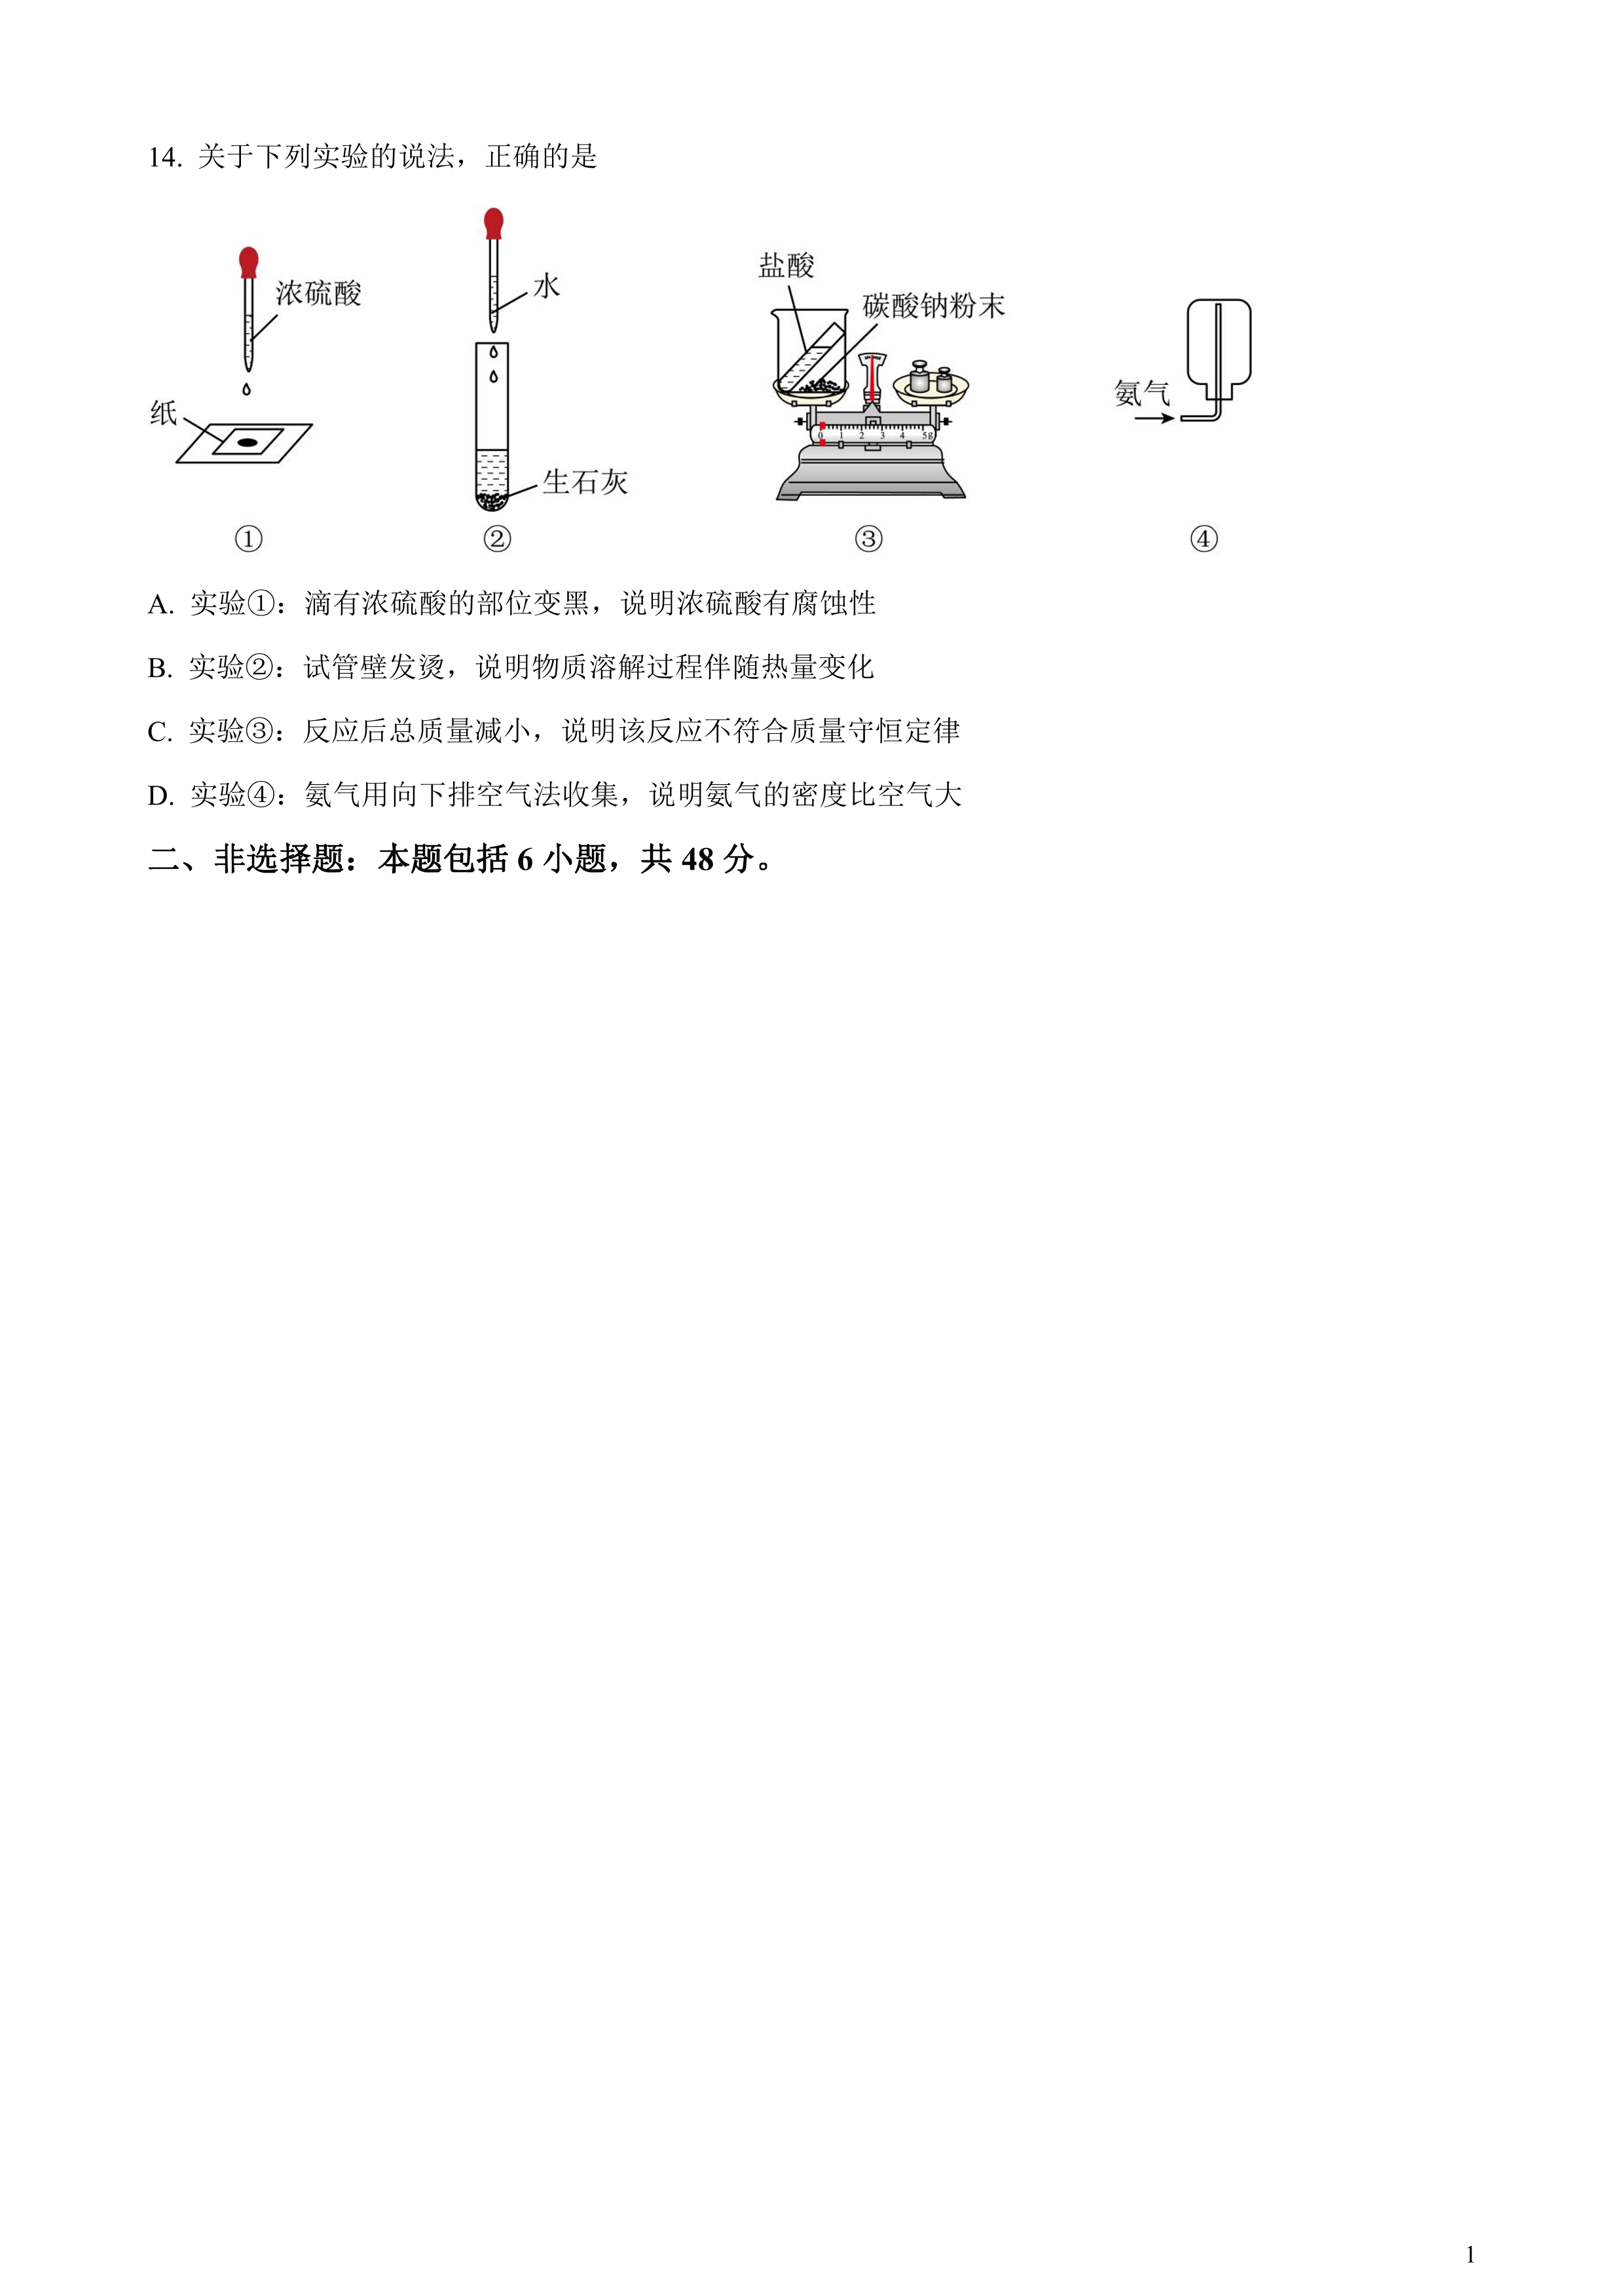 14. 关于下列实验的说法，正确的是
浓硫酸
纸
①
水
生石灰
②
盐酸
碳酸钠粉末
0 1 2 3 4 5g
③
氨气
④
A. 实验①：滴有浓硫酸的部位变黑，说明浓硫酸有腐蚀性
B. 实验②：试管壁发烫，说明物质溶解过程伴随热量变化
C. 实验③：反应后总质量减小，说明该反应不符合质量守恒定律
D. 实验④：氨气用向下排空气法收集，说明氨气的密度比空气大
二、非选择题：本题包括 6 小题，共 48 分。
1